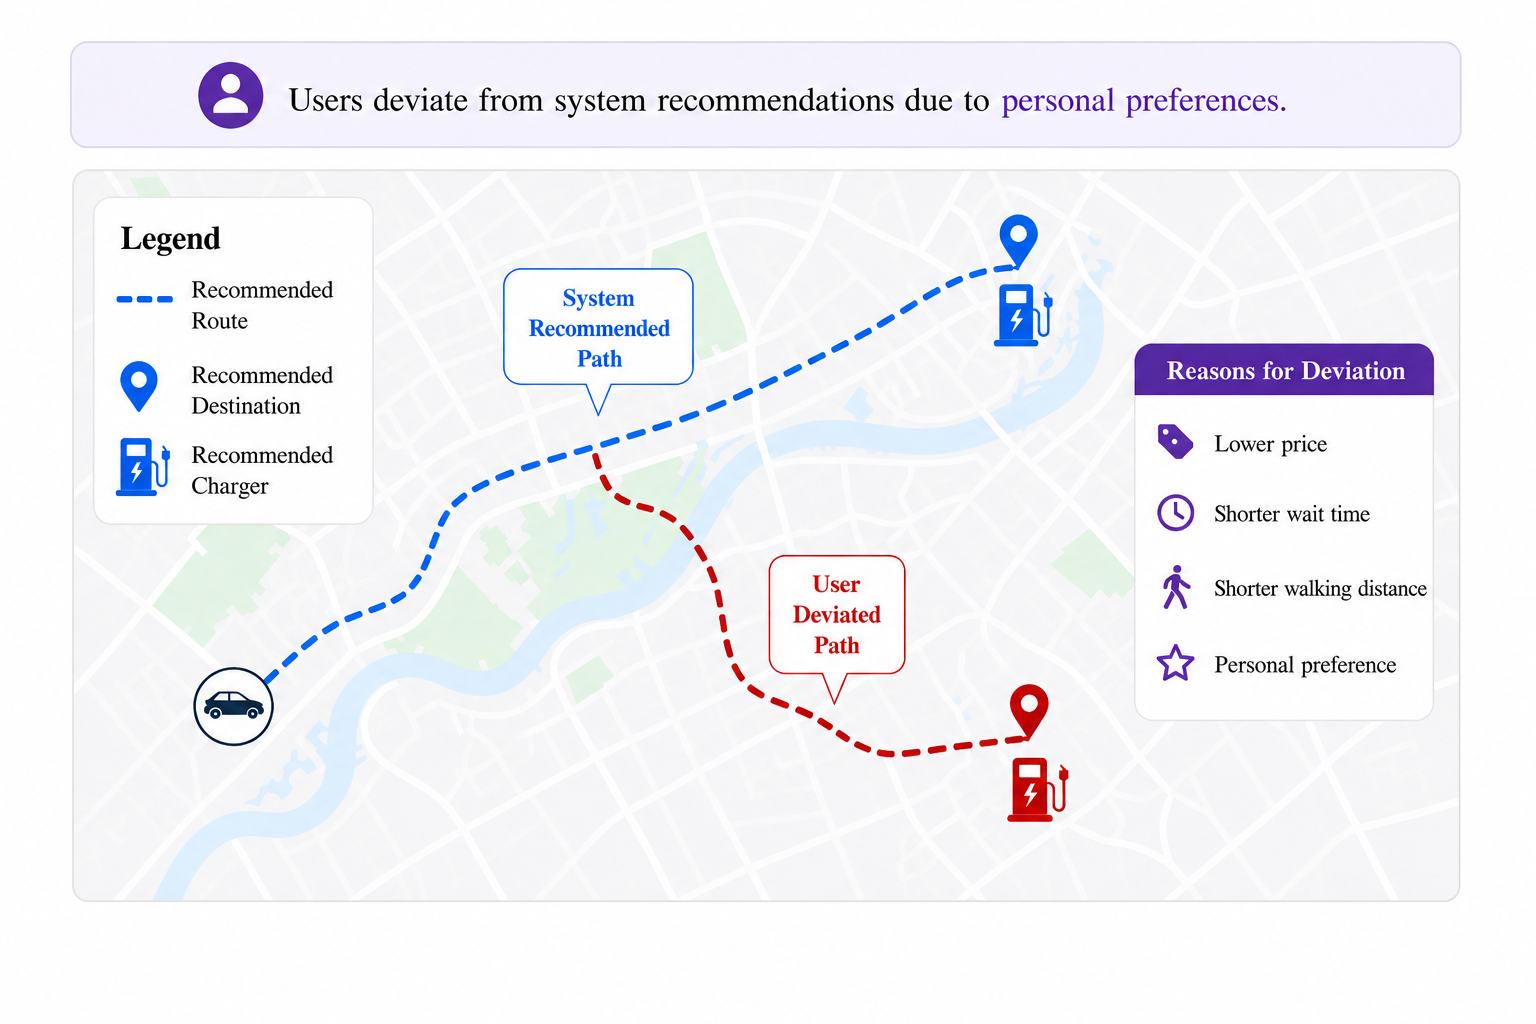 Users deviate from system recommendations due to personal preferences.
Legend
Recommended
Route
Recommended
Destination
Recommended
Charger
System
Recommended
Path
User
Deviated
Path
Reasons for Deviation
Lower price
Shorter wait time
Shorter walking distance
Personal preference